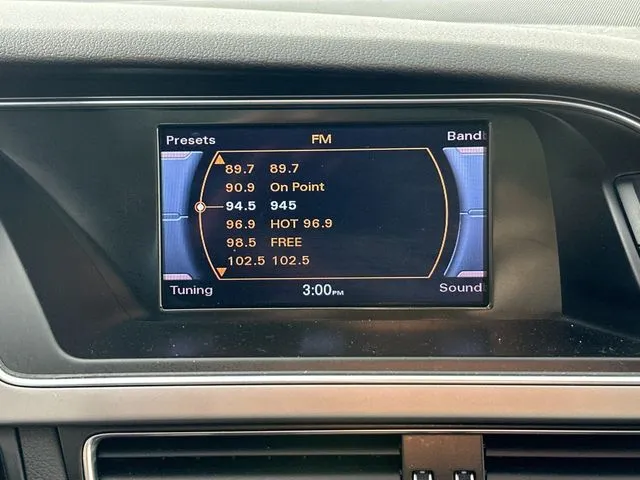 Presets FM Band
89.7 89.7
90.9 On Point
94.5 945
96.9 HOT 96.9
98.5 FREE
102.5 102.5
Tuning 3:00PM Sound